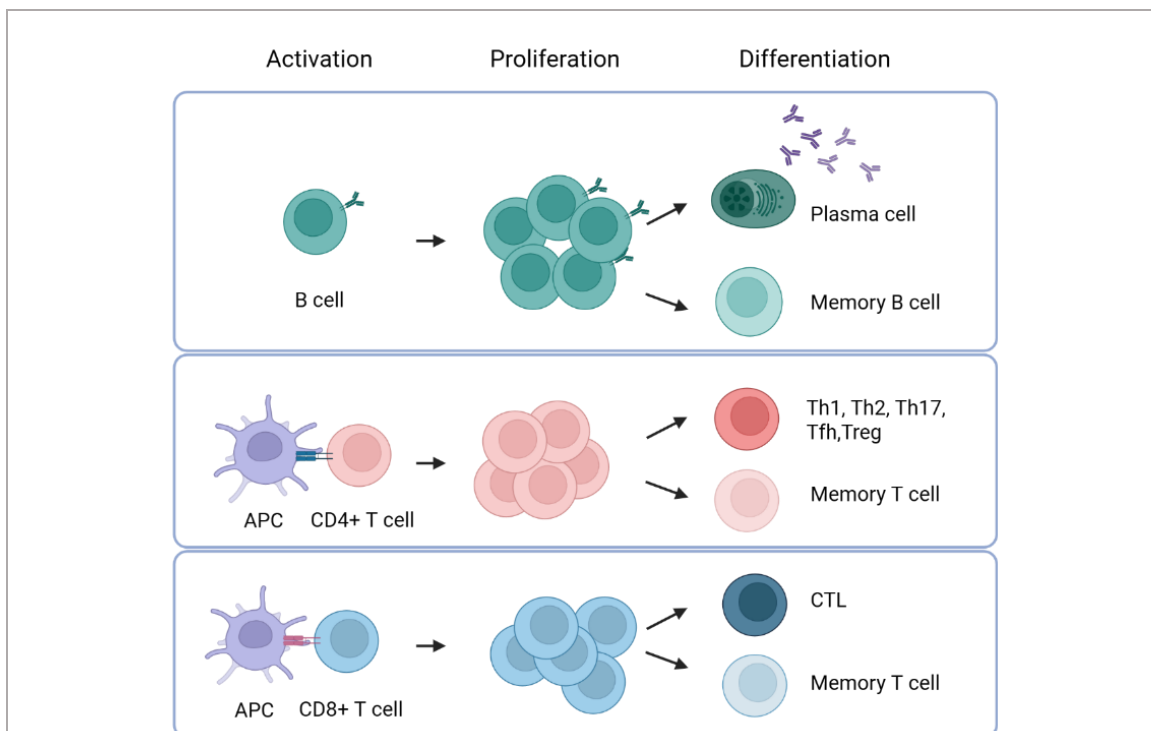 Activation
Proliferation
Differentiation
B cell
Plasma cell
Memory B cell
APC
CD4+ T cell
Th1, Th2, Th17,
Tfh,Treg
Memory T cell
APC
CD8+ T cell
CTL
Memory T cell